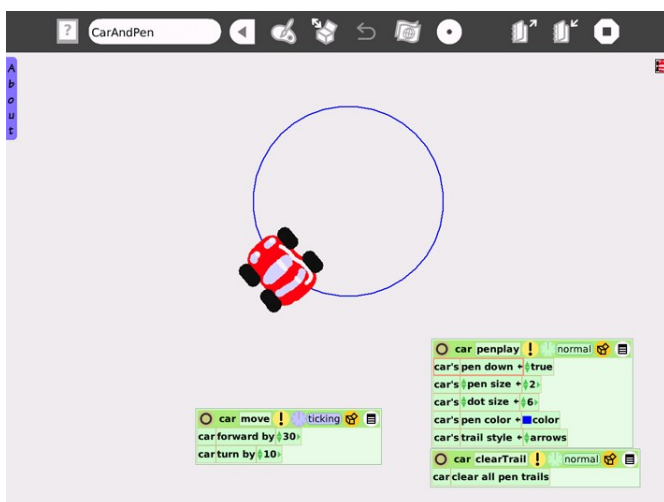 ? CarAndPen
About
car penplay ! normal
car's pen down true
car's pen size 2
car's dot size 6
car's pen color color
car's trail style arrows
car move ! ticking
car forward by 30
car turn by 10
car clearTrail ! normal
car clear all pen trails